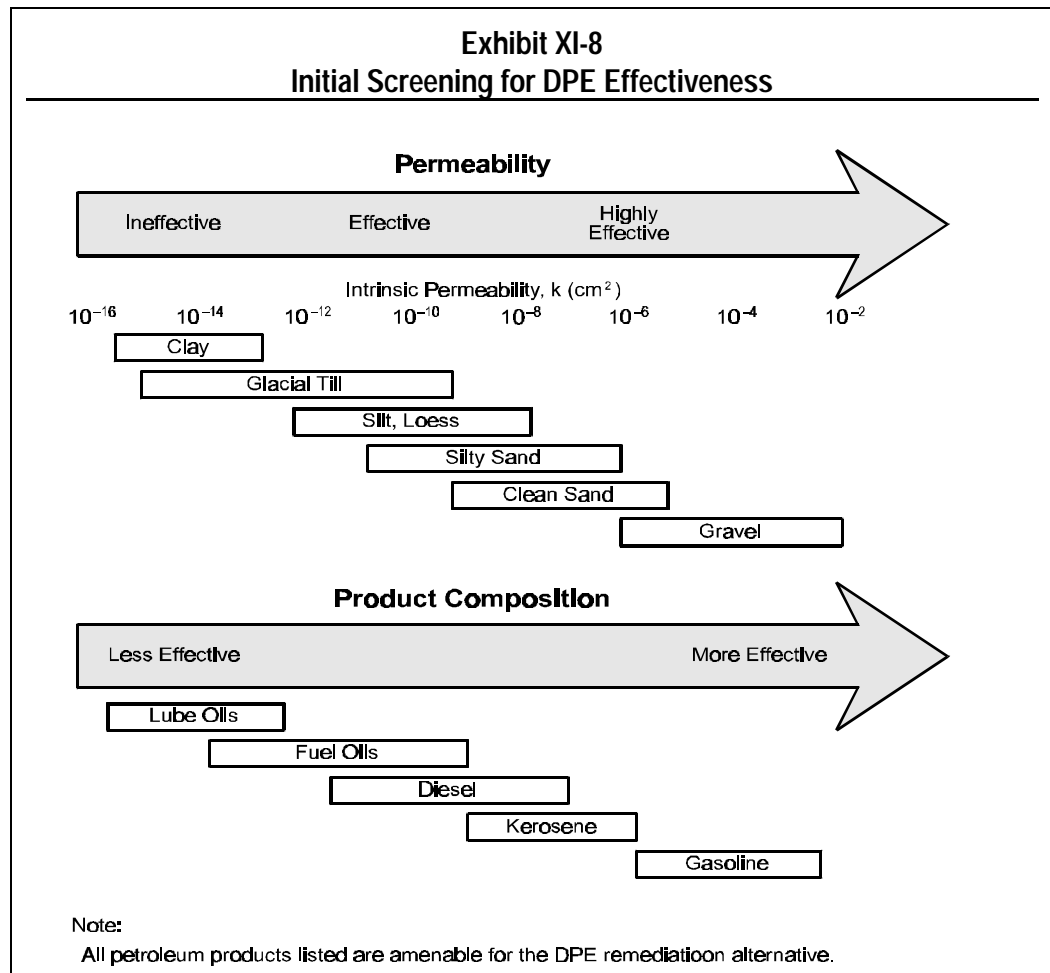 Exhibit XI-8
Initial Screening for DPE Effectiveness
Permeability
Ineffective Effective Highly Effective
Intrinsic Permeability, k (cm²)
10⁻¹⁶ 10⁻¹⁴ 10⁻¹² 10⁻¹⁰ 10⁻⁸ 10⁻⁶ 10⁻⁴ 10⁻²
Clay
Glacial Till
Silt, Loess
Silty Sand
Clean Sand
Gravel
Product Composition
Less Effective More Effective
Lube Oils
Fuel Oils
Diesel
Kerosene
Gasoline
Note:
All petroleum products listed are amenable for the DPE remediatioon alternative.